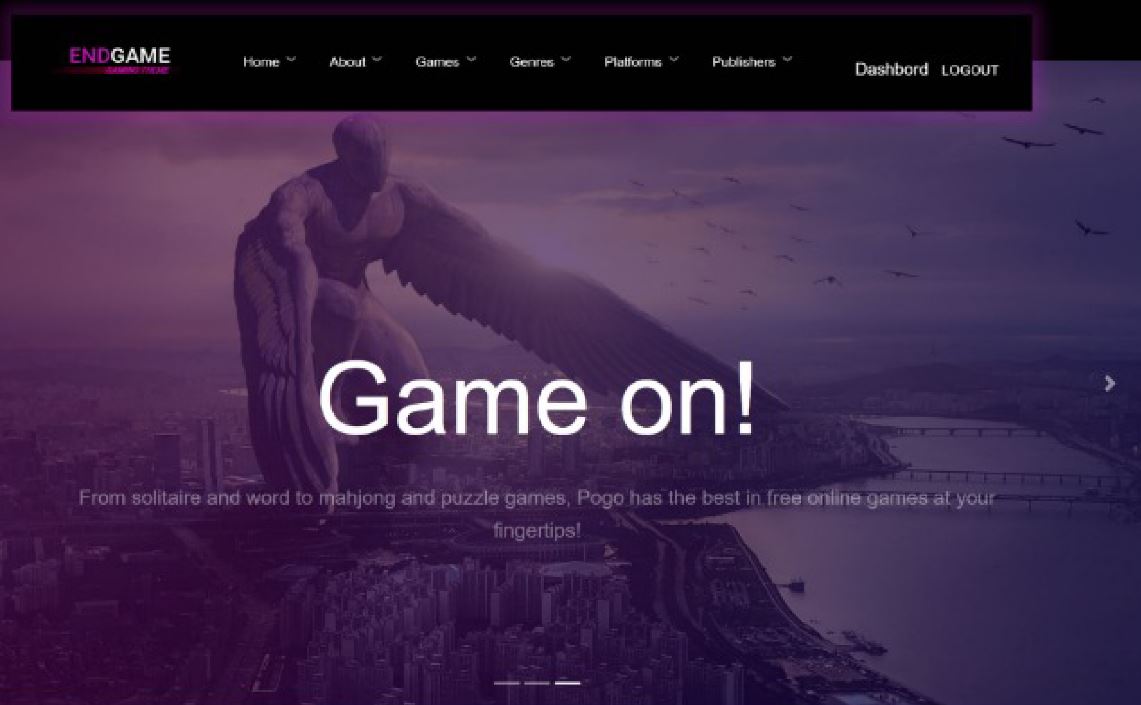 ENDGAME
GAMING THEME
Home
About
Games
Genres
Platforms
Publishers
Dashbord
LOGOUT
Game on!
From solitaire and word to mahjong and puzzle games, Pogo has the best in free online games at your
fingertips!